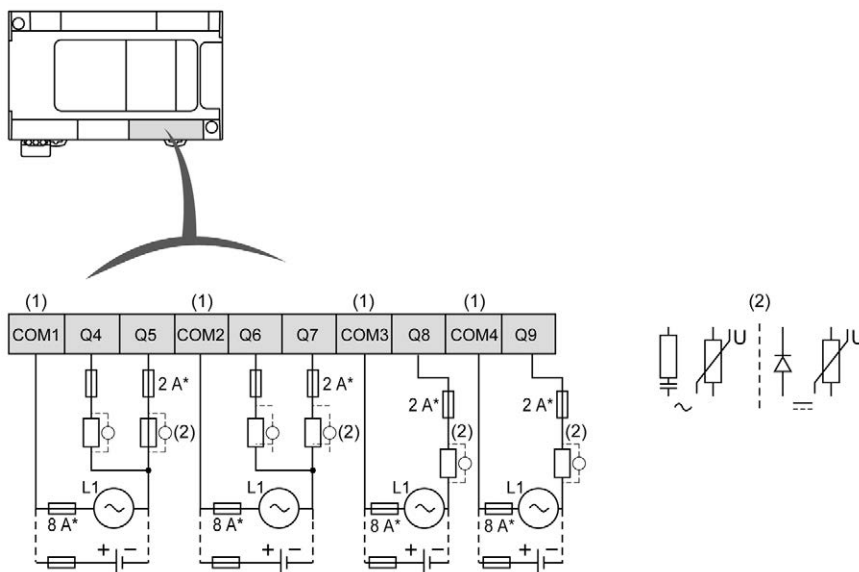 (1) (1) (1) (1) (2)
COM1 Q4 Q5 COM2 Q6 Q7 COM3 Q8 COM4 Q9
U U
2 A* 2 A* 2 A* 2 A*
(2) (2) (2) (2)
L1 L1 L1 L1
8 A* 8 A* 8 A* 8 A*
+ − + − + − + −